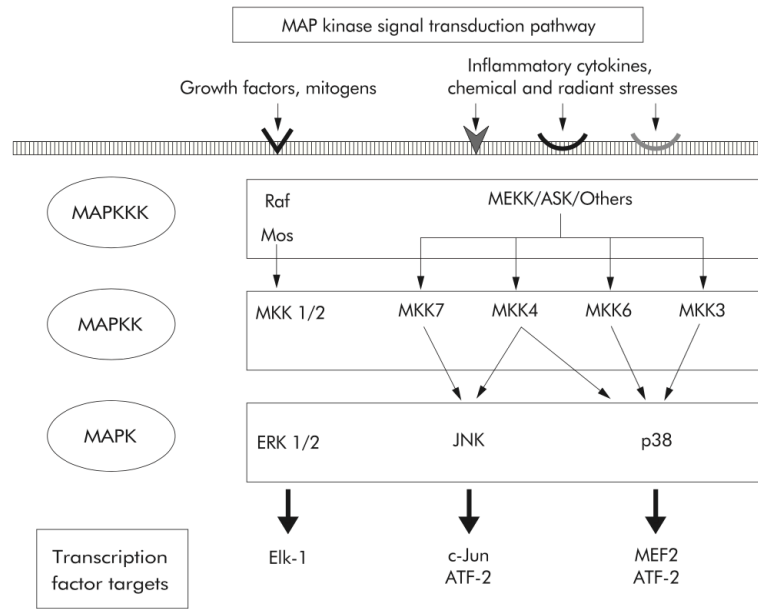 MAP kinase signal transduction pathway
Growth factors, mitogens
Inflammatory cytokines,
chemical and radiant stresses
MAPKKK
Raf
Mos
MEKK/ASK/Others
MAPKK
MKK 1/2
MKK7
MKK4
MKK6
MKK3
MAPK
ERK 1/2
JNK
p38
Transcription
factor targets
Elk-1
c-Jun
ATF-2
MEF2
ATF-2